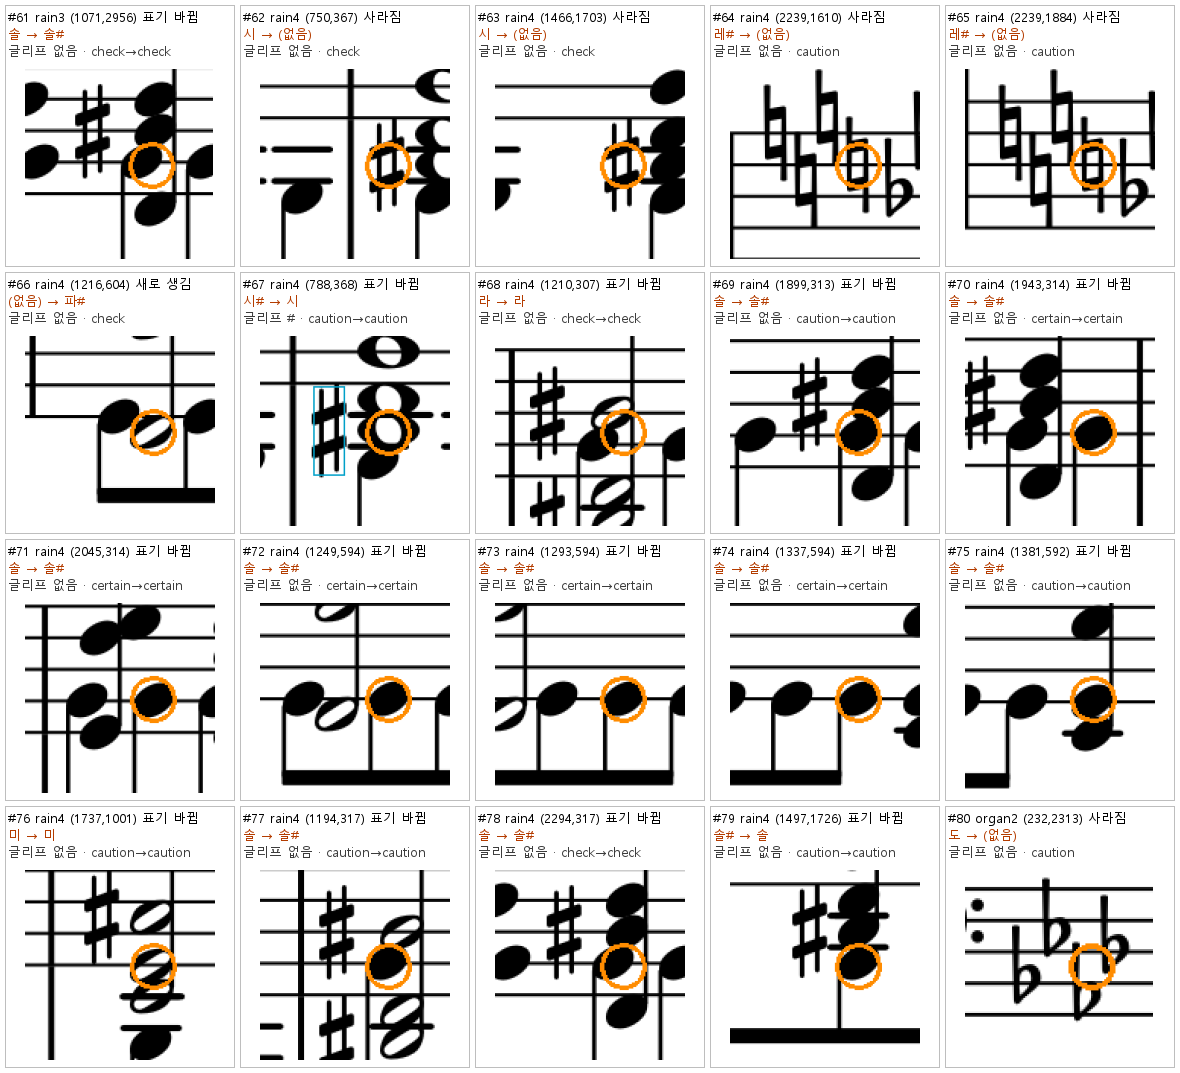 #61 rain3 (1071,2956) 표기 바뀜
솔 → 솔#
글리프 없음 · check→check
#62 rain4 (750,367) 사라짐
시 → (없음)
글리프 없음 · check
#63 rain4 (1466,1703) 사라짐
시 → (없음)
글리프 없음 · check
#64 rain4 (2239,1610) 사라짐
레# → (없음)
글리프 없음 · caution
#65 rain4 (2239,1884) 사라짐
레# → (없음)
글리프 없음 · caution
#66 rain4 (1216,604) 새로 생김
(없음) → 파#
글리프 없음 · check
#67 rain4 (788,368) 표기 바뀜
시# → 시
글리프 # · caution→caution
#68 rain4 (1210,307) 표기 바뀜
라 → 라
글리프 없음 · check→check
#69 rain4 (1899,313) 표기 바뀜
솔 → 솔#
글리프 없음 · caution→caution
#70 rain4 (1943,314) 표기 바뀜
솔 → 솔#
글리프 없음 · certain→certain
#71 rain4 (2045,314) 표기 바뀜
솔 → 솔#
글리프 없음 · certain→certain
#72 rain4 (1249,594) 표기 바뀜
솔 → 솔#
글리프 없음 · certain→certain
#73 rain4 (1293,594) 표기 바뀜
솔 → 솔#
글리프 없음 · certain→certain
#74 rain4 (1337,594) 표기 바뀜
솔 → 솔#
글리프 없음 · certain→certain
#75 rain4 (1381,592) 표기 바뀜
솔 → 솔#
글리프 없음 · caution→caution
#76 rain4 (1737,1001) 표기 바뀜
미 → 미
글리프 없음 · caution→caution
#77 rain4 (1194,317) 표기 바뀜
솔 → 솔#
글리프 없음 · caution→caution
#78 rain4 (2294,317) 표기 바뀜
솔 → 솔#
글리프 없음 · check→check
#79 rain4 (1497,1726) 표기 바뀜
솔# → 솔
글리프 없음 · caution→caution
#80 organ2 (232,2313) 사라짐
도 → (없음)
글리프 없음 · caution